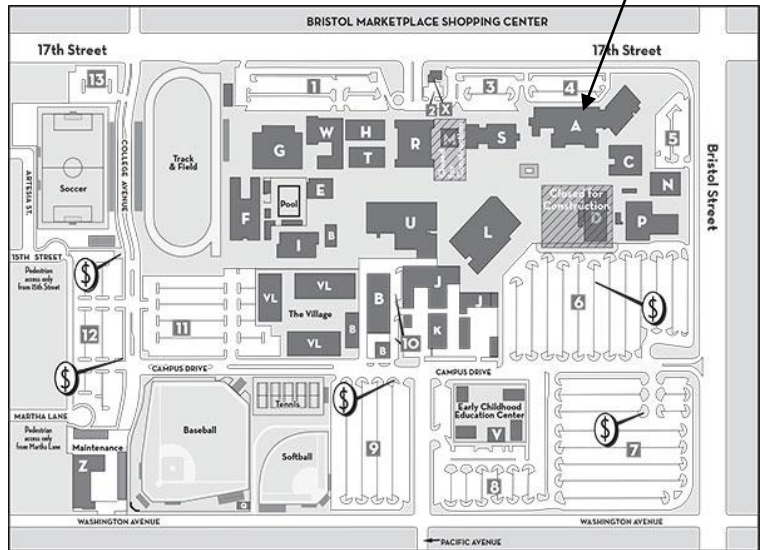 BRISTOL MARKETPLACE SHOPPING CENTER
17th Street
17th Street
13
1
2
X
3
4
5
COLLEGE AVENUE
Track
& Field
Soccer
ARTESIA ST.
G
W
H
T
R
M
S
A
C
N
Bristol Street
F
Pool
E
I
B
U
L
Closed for
Construction
D
P
15TH STREET
Pedestrian
access only
from 15th Street
$
12
11
VL
VL
The Village
VL
B
B
B
J
J
K
10
6
$
$
CAMPUS DRIVE
CAMPUS DRIVE
MARTHA LANE
Pedestrian
access only
from Martha Lane
Maintenance
Z
Baseball
Tennis
Softball
$
9
Early Childhood
Education Center
V
8
$
7
WASHINGTON AVENUE
WASHINGTON AVENUE
PACIFIC AVENUE